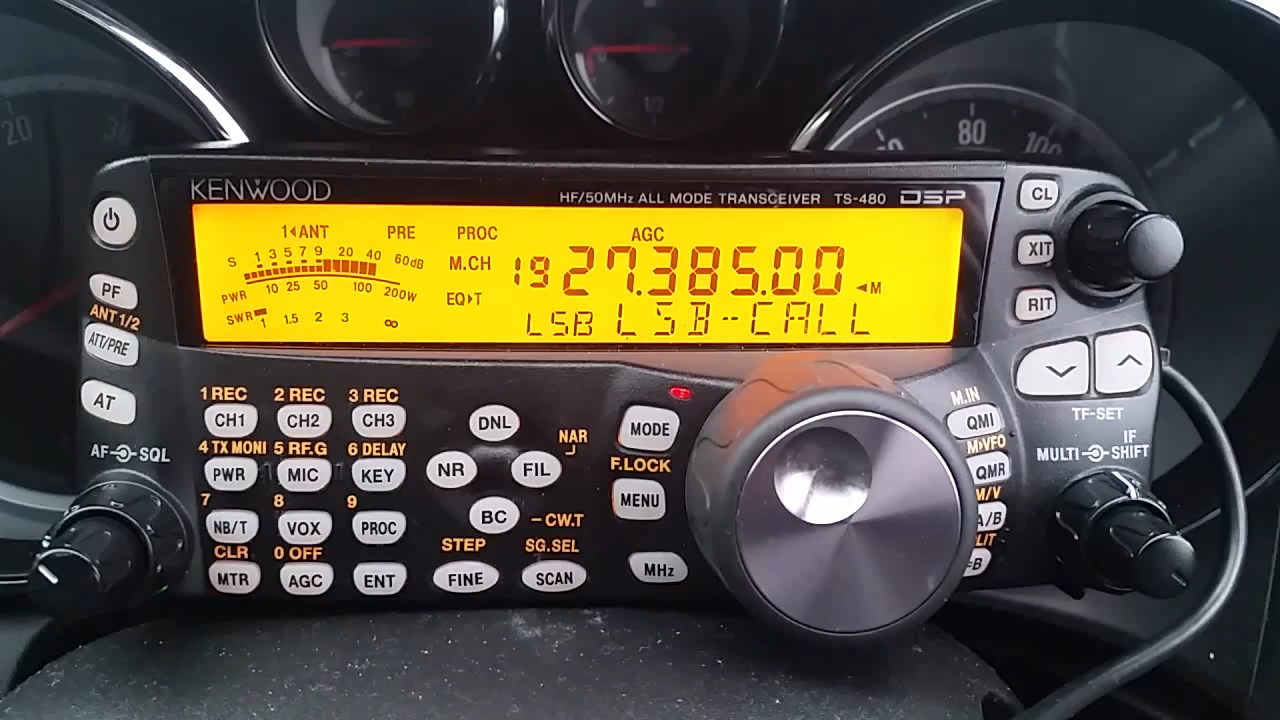 20 30
80 100
KENWOOD
HF/50MHz ALL MODE TRANSCEIVER TS-480 DSP
1◄ANT PRE PROC AGC
S 1 3 5 7 9 20 40 60dB M.CH 19 27.385.00 ◄M
PWR 10 25 50 100 200W EQ▸T
SWR 1 1.5 2 3 ∞ LSB LSB-CALL
CL
XIT
RIT
PF
ANT 1/2
ATT/PRE
AT
AF SQL
1 REC 2 REC 3 REC
CH1 CH2 CH3
4 TX MONI 5 RF.G 6 DELAY
PWR MIC KEY
7 8 9
NB/T VOX PROC
CLR 0 OFF
MTR AGC ENT
DNL
NAR
NR FIL
BC
–CW.T
STEP SG.SEL
FINE SCAN
MODE
F.LOCK
MENU
MHz
M.IN
QMI
M▸VFO
QMR
M/V
A/B
TF-SET
MULTI IF SHIFT